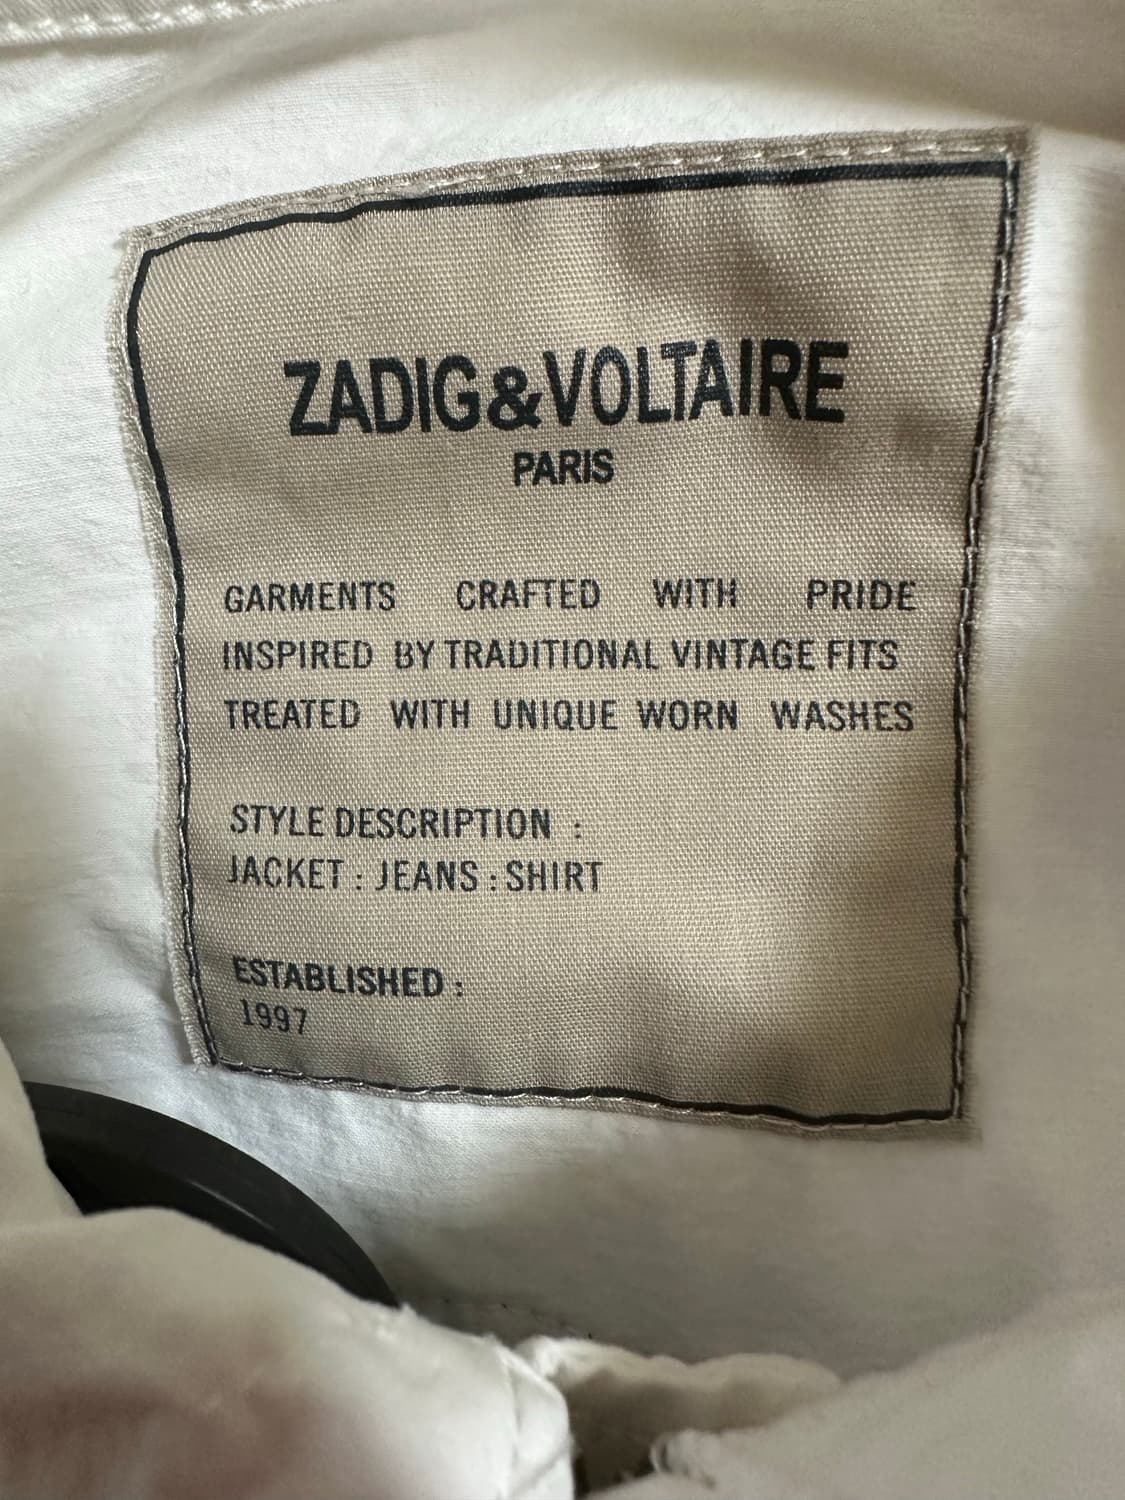 ZADIG&VOLTAIRE
PARIS
GARMENTS CRAFTED WITH PRIDE
INSPIRED BY TRADITIONAL VINTAGE FITS
TREATED WITH UNIQUE WORN WASHES
STYLE DESCRIPTION :
JACKET : JEANS : SHIRT
ESTABLISHED :
1997